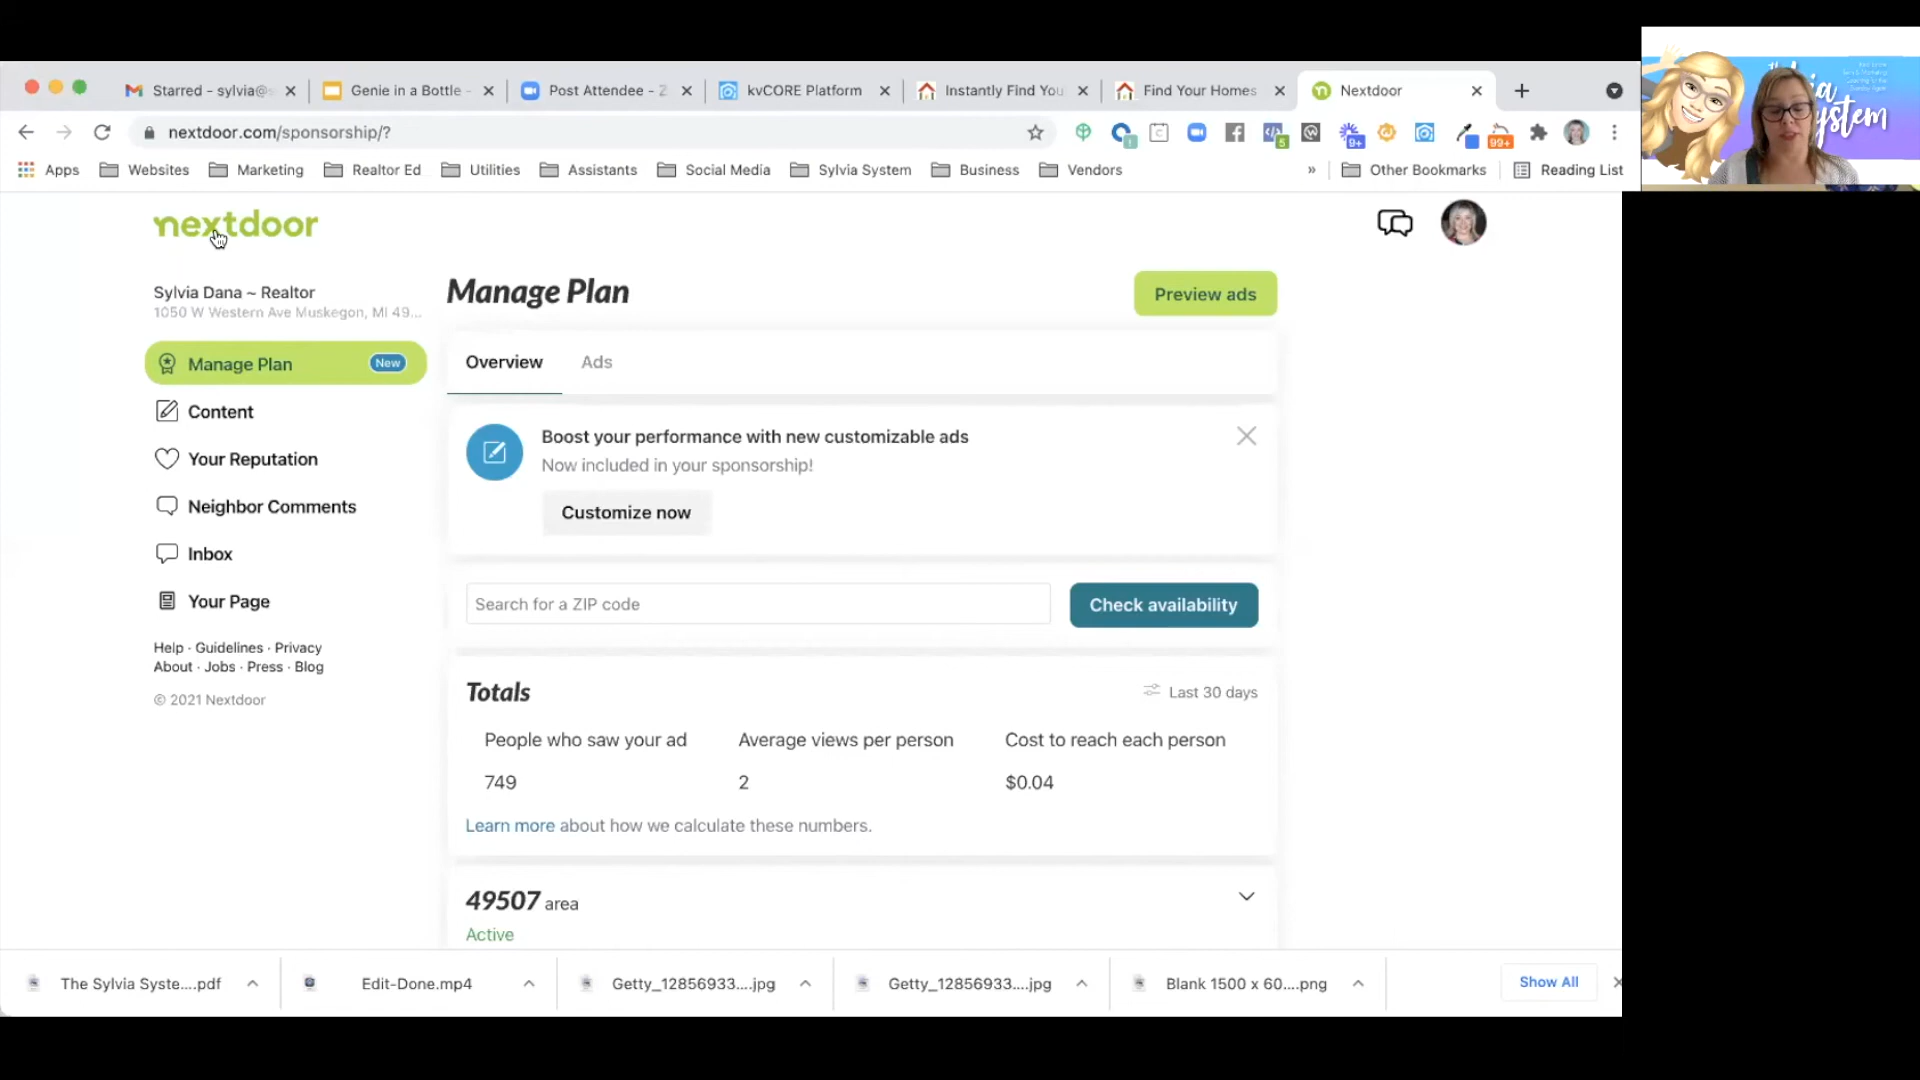 Starred - sylvia@s
Genie in a Bottle -
Post Attendee - Z
kvCORE Platform
Instantly Find You
Find Your Homes
Nextdoor
nextdoor.com/sponsorship/?
5
9+
99+
Apps
Websites
Marketing
Realtor Ed
Utilities
Assistants
Social Media
Sylvia System
Business
Vendors
»
Other Bookmarks
Reading List
nextdoor
Sylvia Dana ~ Realtor
1050 W Western Ave Muskegon, MI 49...
Manage Plan
New
Content
Your Reputation
Neighbor Comments
Inbox
Your Page
Help · Guidelines · Privacy
About · Jobs · Press · Blog
© 2021 Nextdoor
Manage Plan
Preview ads
Overview
Ads
Boost your performance with new customizable ads
Now included in your sponsorship!
Customize now
Search for a ZIP code
Check availability
Totals
Last 30 days
People who saw your ad
Average views per person
Cost to reach each person
749
2
$0.04
Learn more about how we calculate these numbers.
49507 area
Active
The Sylvia Syste....pdf
Edit-Done.mp4
Getty_12856933....jpg
Getty_12856933....jpg
Blank 1500 x 60....png
Show All